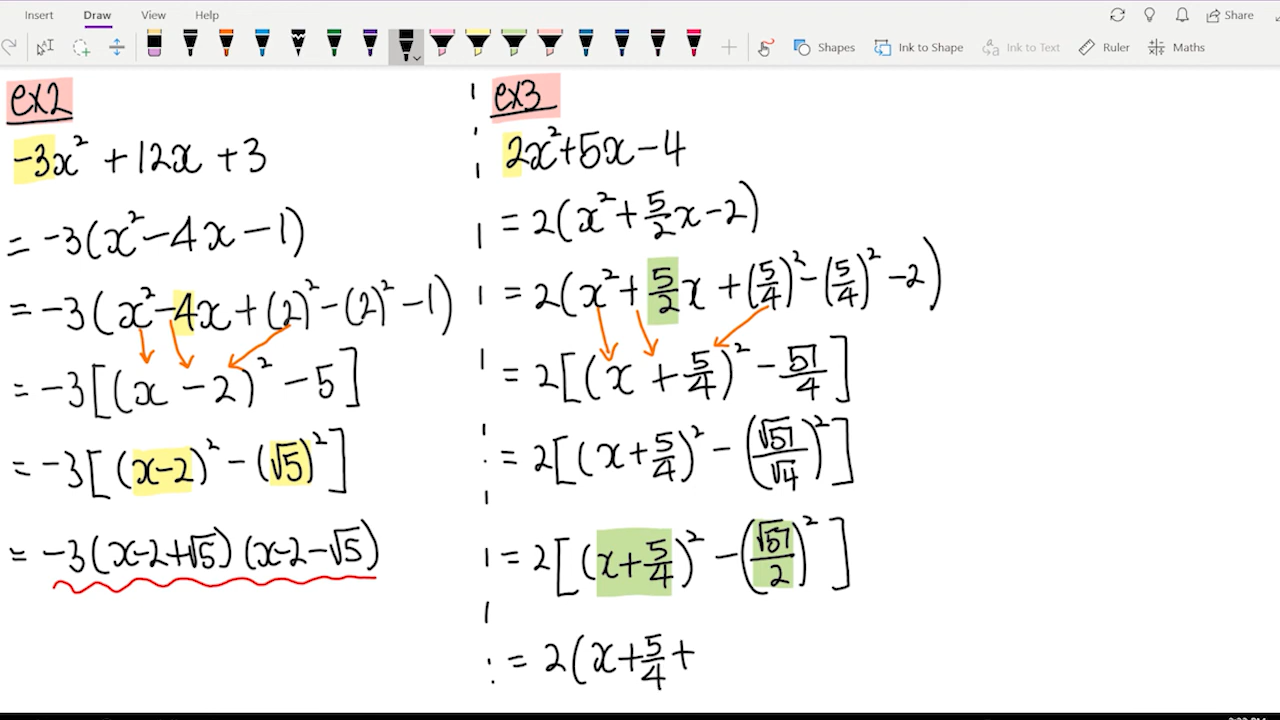 Insert Draw View Help Share
Shapes Ink to Shape Ink to Text Ruler Maths
ex2
-3x² + 12x + 3
= -3(x² - 4x - 1)
= -3(x² - 4x + (2)² - (2)² - 1)
= -3[(x - 2)² - 5]
= -3[(x-2)² - (√5)²]
= -3(x-2+√5)(x-2-√5)
ex3
2x² + 5x - 4
= 2(x² + 5/2x - 2)
= 2(x² + 5/2x + (5/4)² - (5/4)² - 2)
= 2[(x + 5/4)² - 57/4]
= 2[(x + 5/4)² - (√57/√4)²]
= 2[(x + 5/4)² - (√57/2)²]
= 2(x + 5/4 +